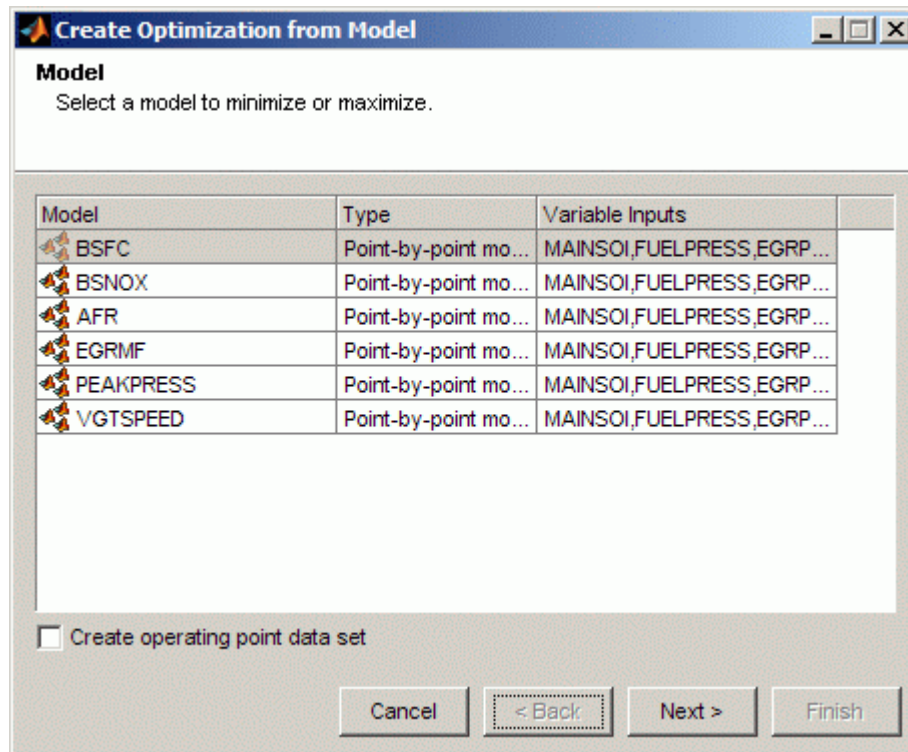 Create Optimization from Model
Model
Select a model to minimize or maximize.
Model Type Variable Inputs
BSFC Point-by-point mo... MAINSOI,FUELPRESS,EGRP...
BSNOX Point-by-point mo... MAINSOI,FUELPRESS,EGRP...
AFR Point-by-point mo... MAINSOI,FUELPRESS,EGRP...
EGRMF Point-by-point mo... MAINSOI,FUELPRESS,EGRP...
PEAKPRESS Point-by-point mo... MAINSOI,FUELPRESS,EGRP...
VGTSPEED Point-by-point mo... MAINSOI,FUELPRESS,EGRP...
Create operating point data set
Cancel < Back Next > Finish